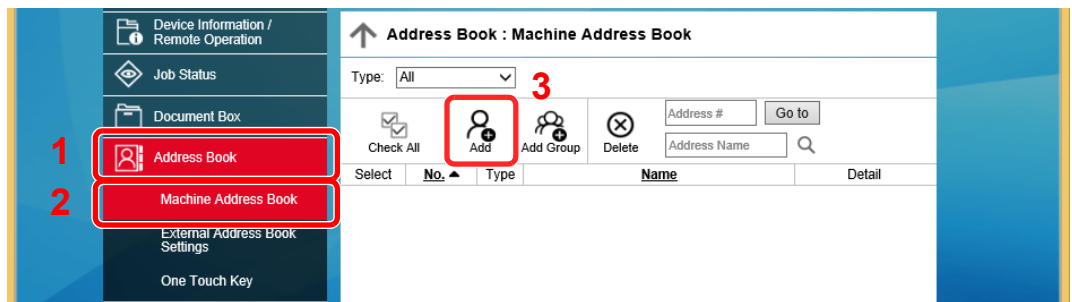 Device Information /
Remote Operation
Job Status
Document Box
1
Address Book
2
Machine Address Book
External Address Book
Settings
One Touch Key
Address Book : Machine Address Book
Type: All
3
Check All
Add
Add Group
Delete
Address #
Go to
Address Name
Select No. ▲ Type Name Detail